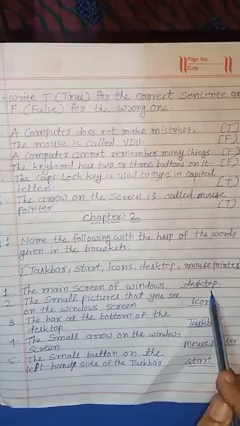 Page No.
Date
write T (True) for the correct sentence or
F (False) for the wrong one.
A Computer does not make mistakes. [T]
The mouse is called VDU. [F]
A computer cannot remember many things. [F]
The keyboard has two or three buttons on it. [F]
The caps lock key is used to type in capital
letters. (T)
The arrow on the screen is called mouse
pointer (T)
Chapter 2
1 Name the following with the help of the words
given in the brackets.
[Taskbar, start, icons, desktop, mouse pointer
1 The main screen of windows desktop.
2 The small pictures that you see
on the windows screen icon
3 The bar at the bottom of the
desktop Taskb
4. The small arrow on the windows
screen. mouse
5. The small button on the
left-hand side of the Taskbar start